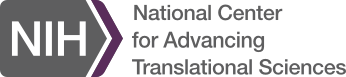 NIH
National Center
for Advancing
Translational Sciences